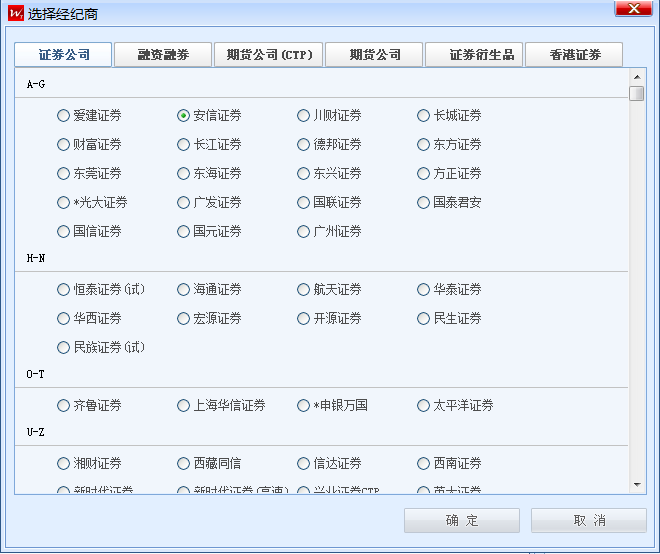 选择经纪商
证券公司 融资融券 期货公司(CTP) 期货公司 证券衍生品 香港证券
A-G
爱建证券 安信证券 川财证券 长城证券
财富证券 长江证券 德邦证券 东方证券
东莞证券 东海证券 东兴证券 方正证券
*光大证券 广发证券 国联证券 国泰君安
国信证券 国元证券 广州证券
H-N
恒泰证券(试) 海通证券 航天证券 华泰证券
华西证券 宏源证券 开源证券 民生证券
民族证券(试)
O-T
齐鲁证券 上海华信证券 *申银万国 太平洋证券
U-Z
湘财证券 西藏同信 信达证券 西南证券
新时代证券 新时代证券(高速) 兴业证券CTP 英大证券
确 定 取 消